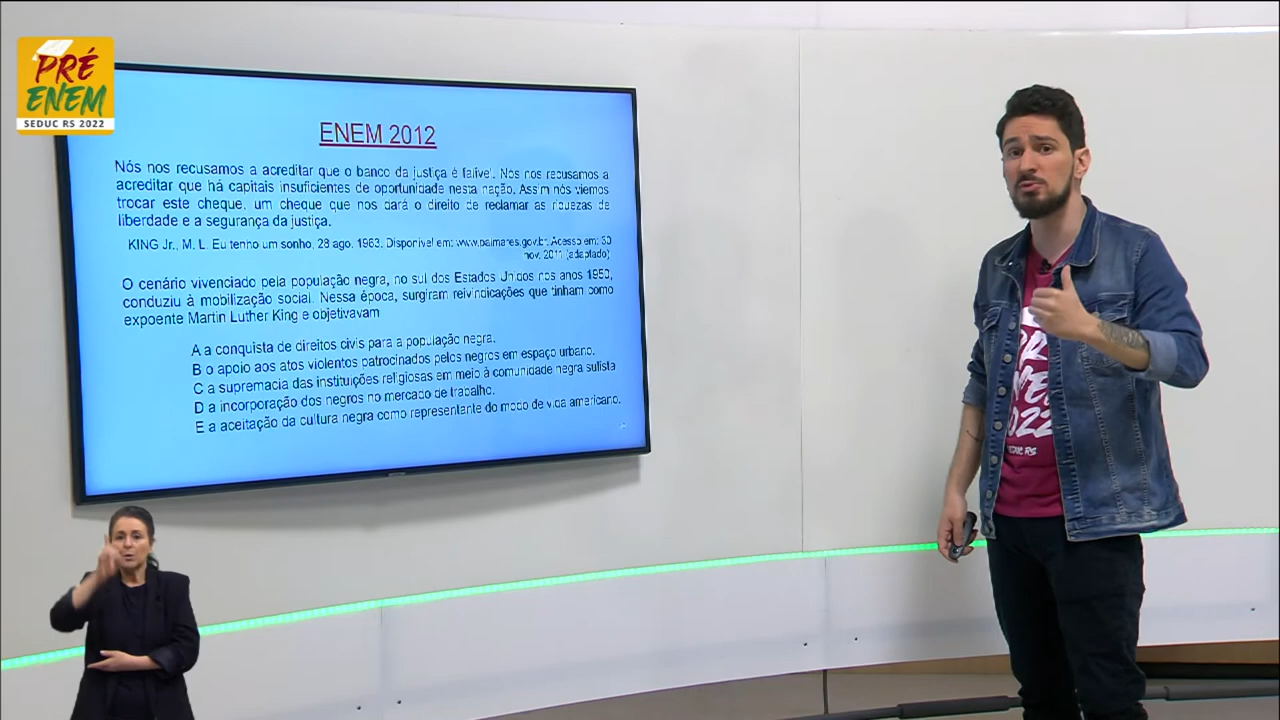 PRÉ
ENEM
SEDUC RS 2022
ENEM 2012
Nós nos recusamos a acreditar que o banco da justiça é falível. Nós nos recusamos a
acreditar que há capitais insuficientes de oportunidade nesta nação. Assim nós viemos
trocar este cheque, um cheque que nos dará o direito de reclamar as riquezas de
liberdade e a segurança da justiça.
KING Jr., M. L. Eu tenho um sonho, 28 ago. 1963. Disponível em: www.palmares.gov.br. Acesso em: 30
nov. 2011 (adaptado)
O cenário vivenciado pela população negra, no sul dos Estados Unidos nos anos 1950,
conduziu à mobilização social. Nessa época, surgiram reivindicações que tinham como
expoente Martin Luther King e objetivavam
A a conquista de direitos civis para a população negra.
B o apoio aos atos violentos patrocinados pelos negros em espaço urbano.
C a supremacia das instituições religiosas em meio à comunidade negra sulista
D a incorporação dos negros no mercado de trabalho.
E a aceitação da cultura negra como representante do modo de vida americano.